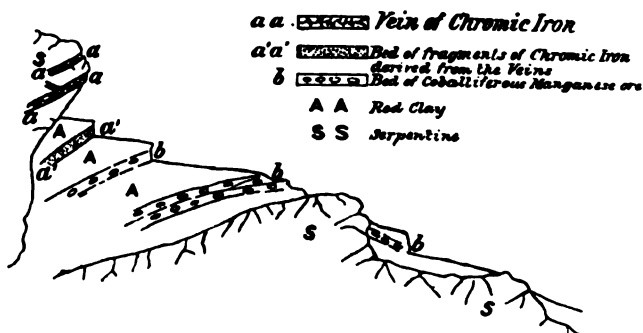 a a . Vein of Chromic Iron
a'a' Bed of fragments of Chromic Iron
derived from the Veins
b Bed of Cobaltiferous Manganese ore
A A Red Clay
S S Serpentine
S a
a a
a
A a'
A b
a'
A b
S
b
S